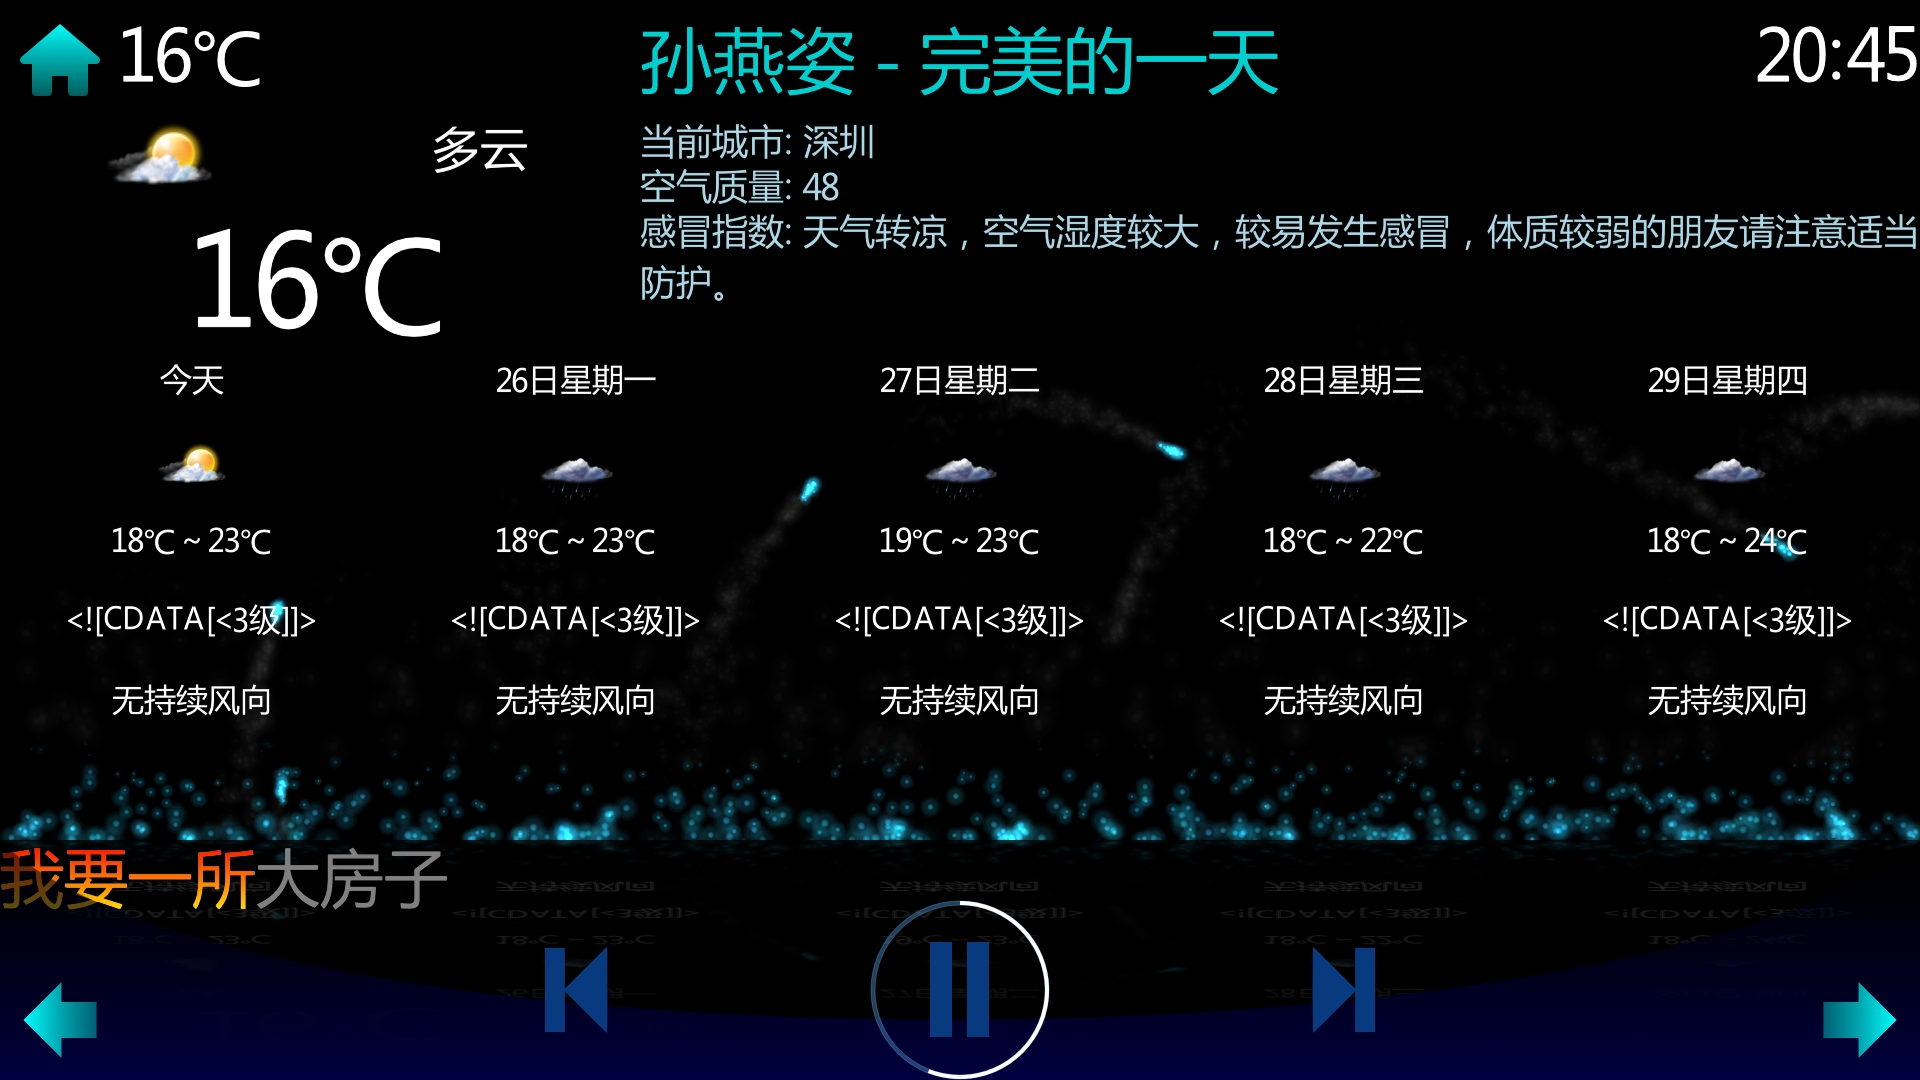 16℃
孙燕姿 - 完美的一天
20:45
多云
16℃
当前城市: 深圳
空气质量: 48
感冒指数: 天气转凉，空气湿度较大，较易发生感冒，体质较弱的朋友请注意适当
防护。
今天 26日星期一 27日星期二 28日星期三 29日星期四
18℃ ~ 23℃ 18℃ ~ 23℃ 19℃ ~ 23℃ 18℃ ~ 22℃ 18℃ ~ 24℃
<![CDATA[<3级]]> <![CDATA[<3级]]> <![CDATA[<3级]]> <![CDATA[<3级]]> <![CDATA[<3级]]>
无持续风向 无持续风向 无持续风向 无持续风向 无持续风向
我要一所大房子